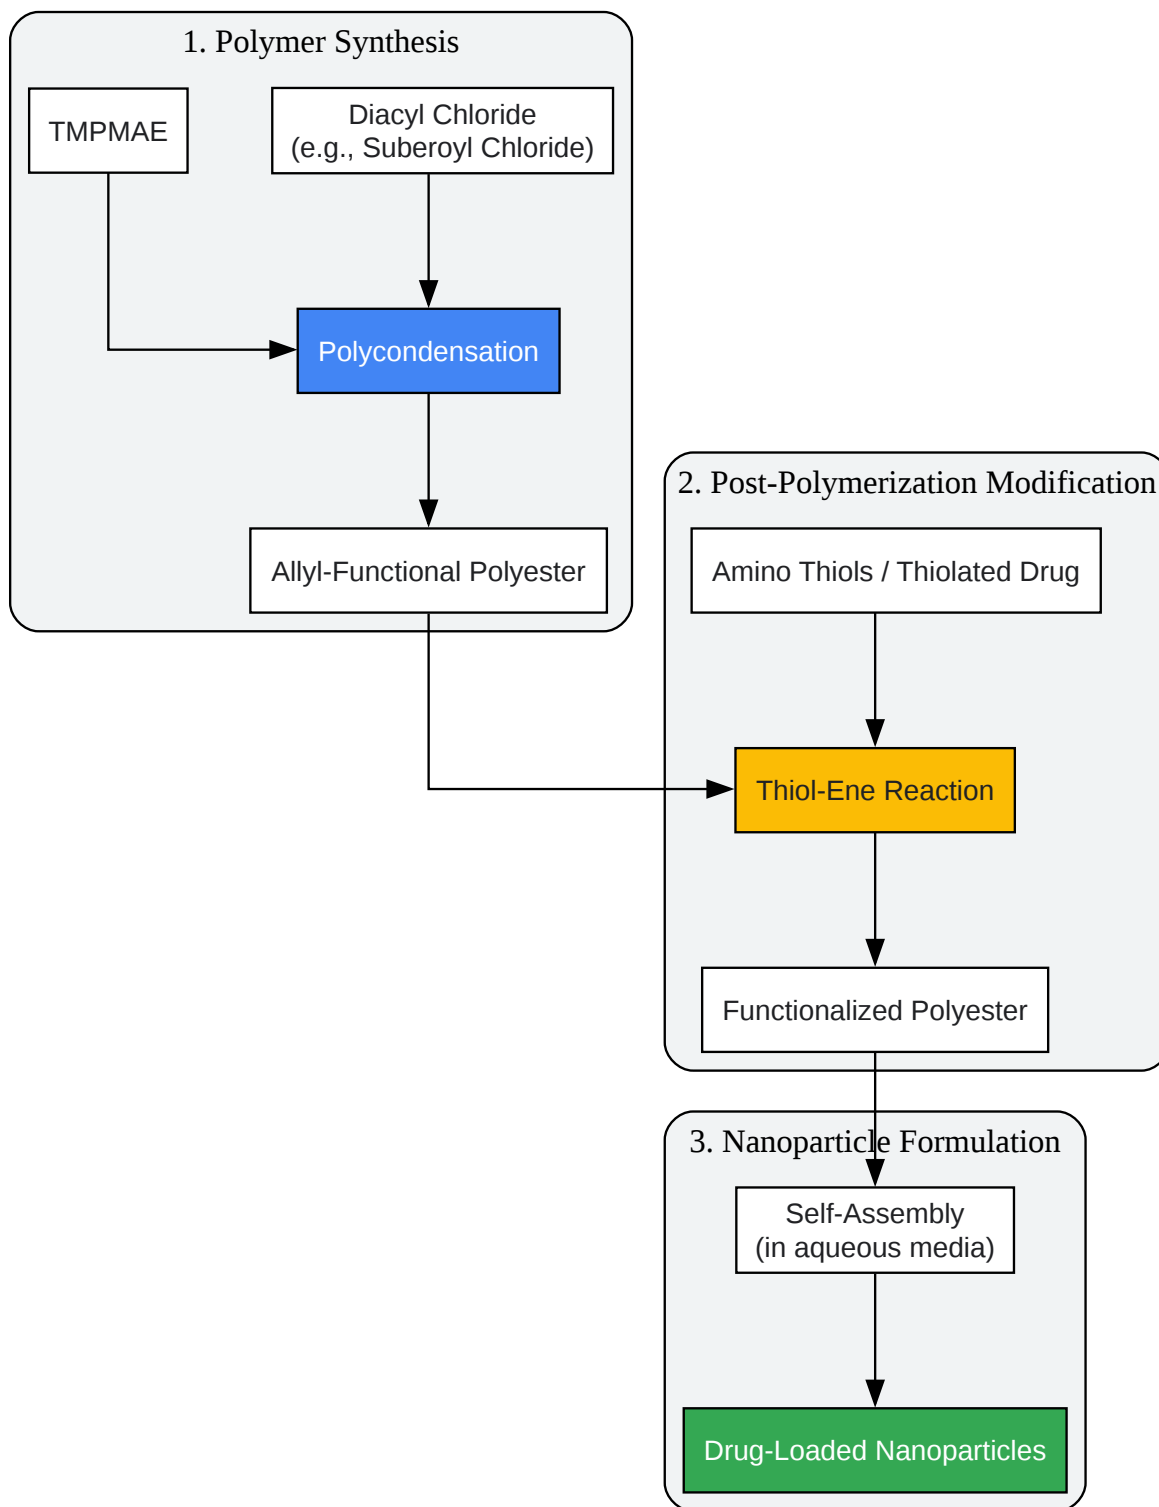 1. Polymer Synthesis
TMPMAE
Diacyl Chloride
(e.g., Suberoyl Chloride)
Polycondensation
Allyl-Functional Polyester
2. Post-Polymerization Modification
Amino Thiols / Thiolated Drug
Thiol-Ene Reaction
Functionalized Polyester
3. Nanoparticle Formulation
Self-Assembly
(in aqueous media)
Drug-Loaded Nanoparticles